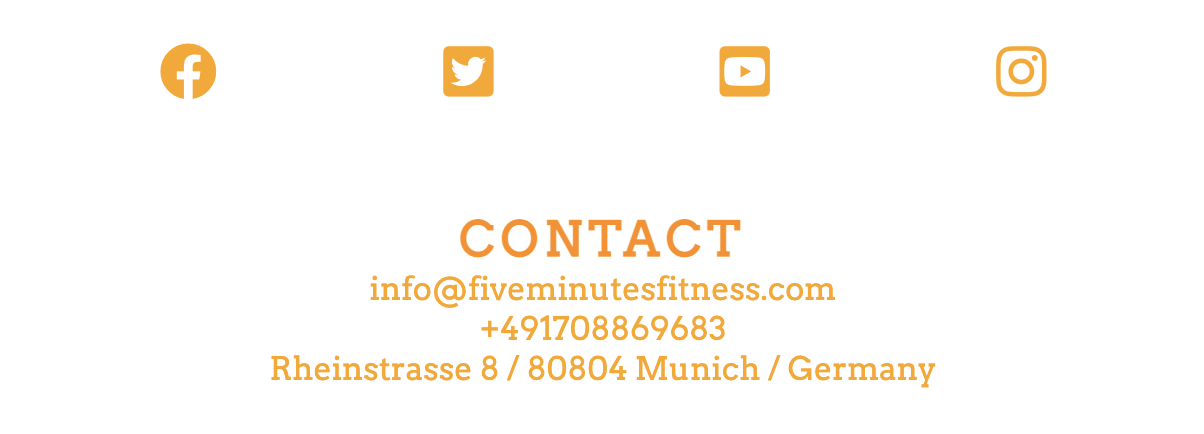 CONTACT
info@fiveminutesfitness.com
+491708869683
Rheinstrasse 8 / 80804 Munich / Germany